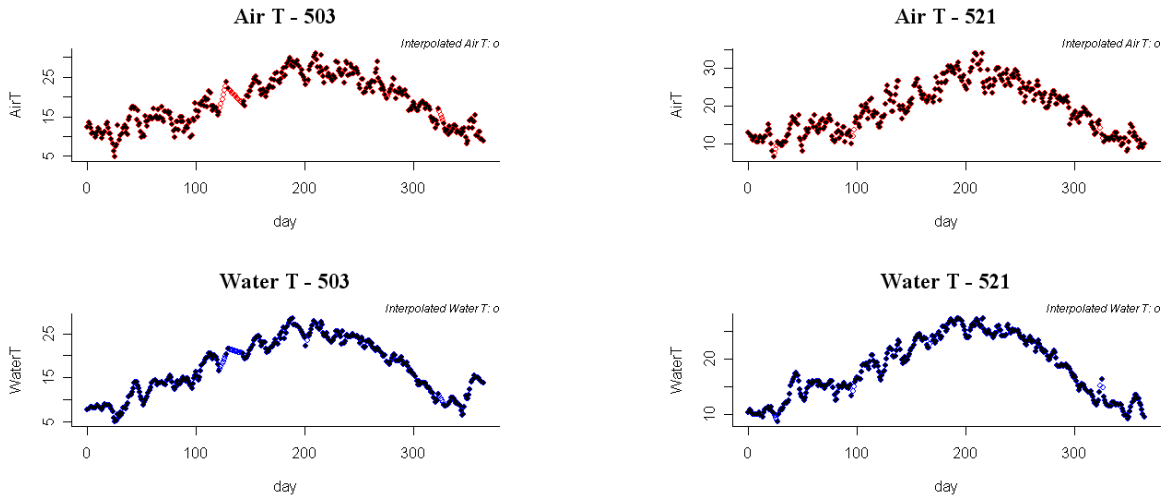 Air T - 503
Interpolated Air T: o
AirT
25
15
5
0 100 200 300
day
Air T - 521
Interpolated Air T: o
AirT
30
20
10
0 100 200 300
day
Water T - 503
Interpolated Water T: o
WaterT
25
15
5
0 100 200 300
day
Water T - 521
Interpolated Water T: o
WaterT
20
10
0 100 200 300
day